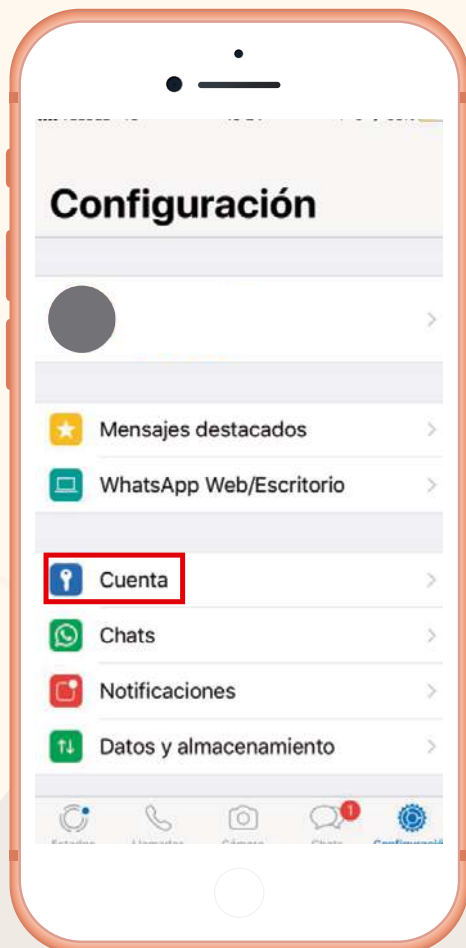 Configuración
Mensajes destacados
WhatsApp Web/Escritorio
Cuenta
Chats
Notificaciones
Datos y almacenamiento
1